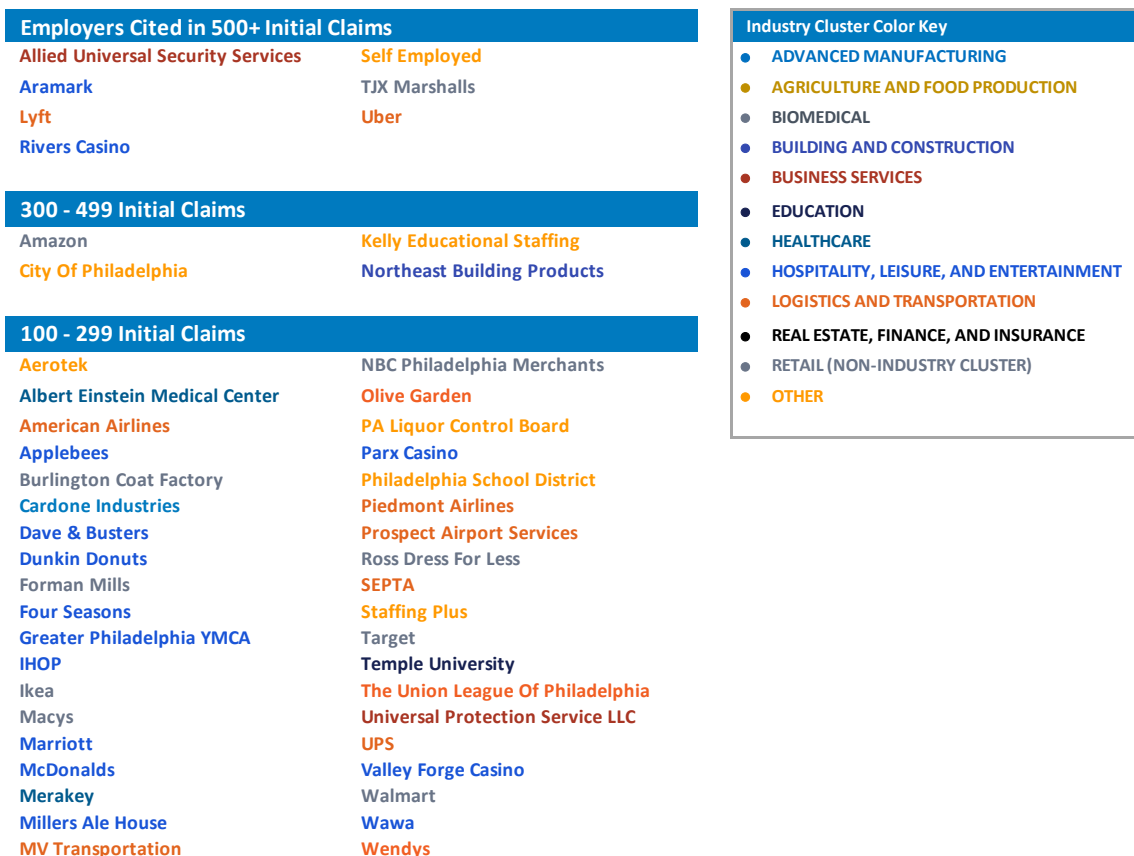 Employers Cited in 500+ Initial Claims
Allied Universal Security Services
Self Employed
Aramark
TJX Marshalls
Lyft
Uber
Rivers Casino
300 - 499 Initial Claims
Amazon
Kelly Educational Staffing
City Of Philadelphia
Northeast Building Products
100 - 299 Initial Claims
Aerotek
NBC Philadelphia Merchants
Albert Einstein Medical Center
Olive Garden
American Airlines
PA Liquor Control Board
Applebees
Parx Casino
Burlington Coat Factory
Philadelphia School District
Cardone Industries
Piedmont Airlines
Dave & Busters
Prospect Airport Services
Dunkin Donuts
Ross Dress For Less
Forman Mills
SEPTA
Four Seasons
Staffing Plus
Greater Philadelphia YMCA
Target
IHOP
Temple University
Ikea
The Union League Of Philadelphia
Macys
Universal Protection Service LLC
Marriott
UPS
McDonalds
Valley Forge Casino
Merakey
Walmart
Millers Ale House
Wawa
MV Transportation
Wendys
Industry Cluster Color Key
ADVANCED MANUFACTURING
AGRICULTURE AND FOOD PRODUCTION
BIOMEDICAL
BUILDING AND CONSTRUCTION
BUSINESS SERVICES
EDUCATION
HEALTHCARE
HOSPITALITY, LEISURE, AND ENTERTAINMENT
LOGISTICS AND TRANSPORTATION
REAL ESTATE, FINANCE, AND INSURANCE
RETAIL (NON-INDUSTRY CLUSTER)
OTHER